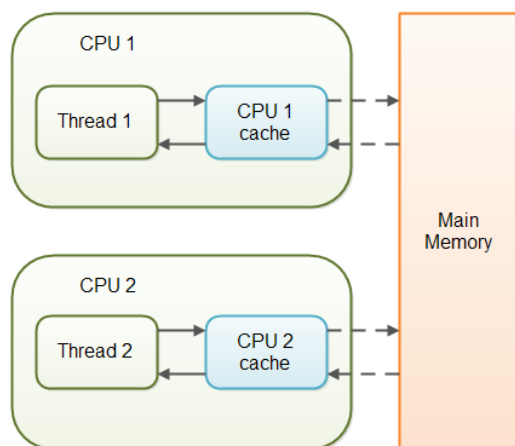 CPU 1
Thread 1
CPU 1
cache
Main
Memory
CPU 2
Thread 2
CPU 2
cache